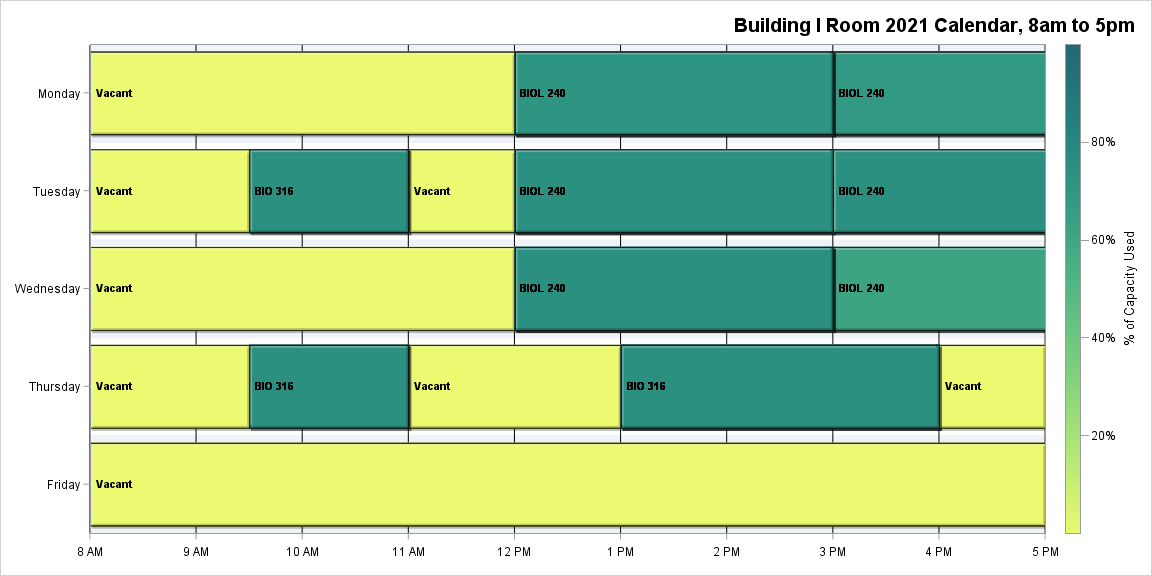 Building I Room 2021 Calendar, 8am to 5pm
Monday
Vacant
BIOL 240
BIOL 240
Tuesday
Vacant
BIO 316
Vacant
BIOL 240
BIOL 240
Wednesday
Vacant
BIOL 240
BIOL 240
Thursday
Vacant
BIO 316
Vacant
BIO 316
Vacant
Friday
Vacant
8 AM
9 AM
10 AM
11 AM
12 PM
1 PM
2 PM
3 PM
4 PM
5 PM
80%
60%
40%
20%
% of Capacity Used